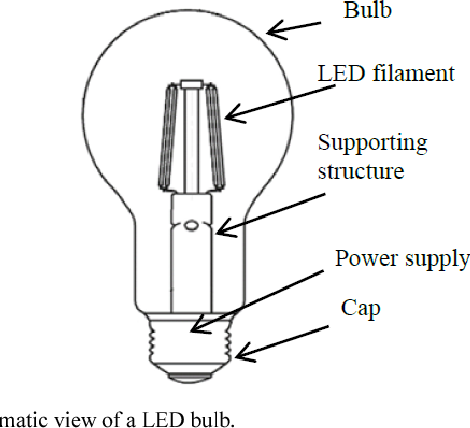 Bulb
LED filament
Supporting
structure
Power supply
Cap
matic view of a LED bulb.